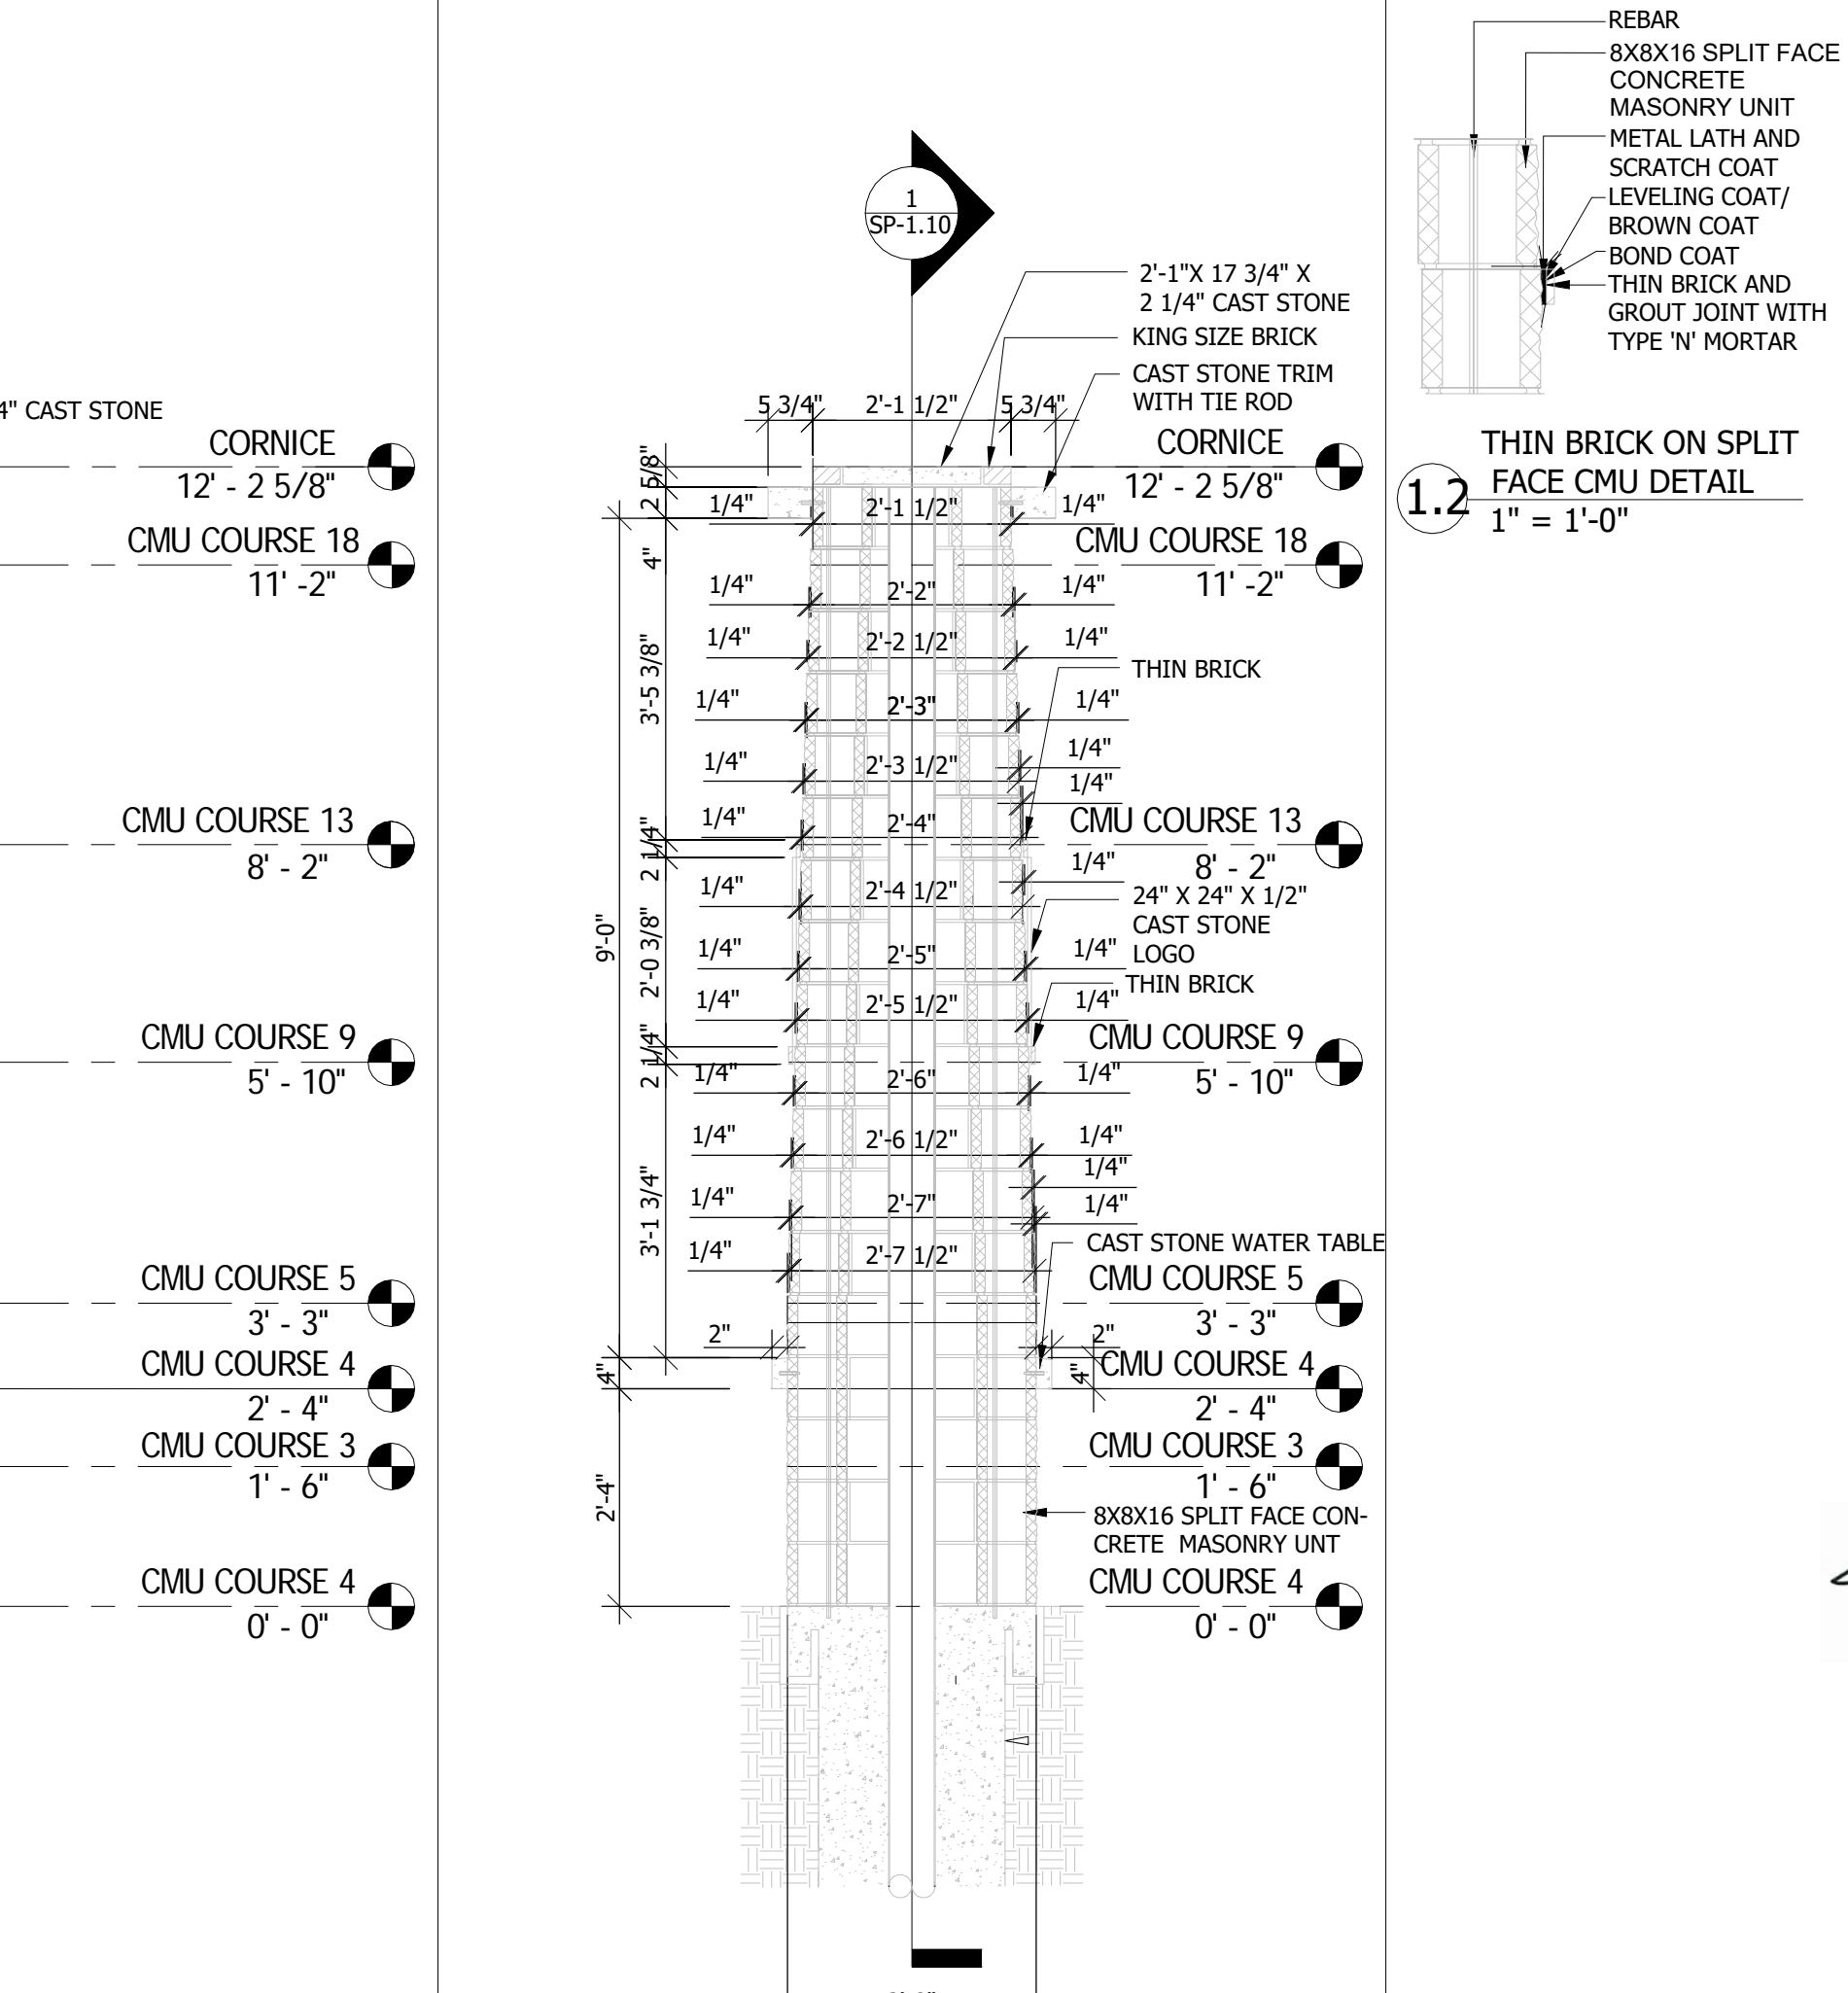 4" CAST STONE
CORNICE
12' - 2 5/8"
CMU COURSE 18
11' -2"
CMU COURSE 13
8' - 2"
CMU COURSE 9
5' - 10"
CMU COURSE 5
3' - 3"
CMU COURSE 4
2' - 4"
CMU COURSE 3
1' - 6"
CMU COURSE 4
0' - 0"
1
SP-1.10
2'-1"X 17 3/4" X
2 1/4" CAST STONE
KING SIZE BRICK
CAST STONE TRIM
WITH TIE ROD
5 3/4"
2'-1 1/2"
5 3/4"
2 5/8"
4"
3'-5 3/8"
2 1/4"
2'-0 3/8"
2 1/4"
3'-1 3/4"
9'-0"
4"
2'-4"
1/4" 2'-1 1/2" 1/4"
1/4" 2'-2" 1/4"
1/4" 2'-2 1/2" 1/4"
THIN BRICK
1/4" 2'-3" 1/4"
1/4" 2'-3 1/2" 1/4"
1/4"
1/4" 2'-4"
1/4"
1/4" 2'-4 1/2"
24" X 24" X 1/2"
CAST STONE
LOGO
1/4" 2'-5" 1/4"
THIN BRICK
1/4" 2'-5 1/2" 1/4"
1/4" 2'-6" 1/4"
1/4" 2'-6 1/2" 1/4"
1/4"
1/4" 2'-7" 1/4"
CAST STONE WATER TABLE
1/4" 2'-7 1/2"
2"
2"
4"
CORNICE
12' - 2 5/8"
CMU COURSE 18
11' -2"
CMU COURSE 13
8' - 2"
CMU COURSE 9
5' - 10"
CMU COURSE 5
3' - 3"
CMU COURSE 4
2' - 4"
CMU COURSE 3
1' - 6"
8X8X16 SPLIT FACE CON-
CRETE MASONRY UNT
CMU COURSE 4
0' - 0"
REBAR
8X8X16 SPLIT FACE
CONCRETE
MASONRY UNIT
METAL LATH AND
SCRATCH COAT
LEVELING COAT/
BROWN COAT
BOND COAT
THIN BRICK AND
GROUT JOINT WITH
TYPE 'N' MORTAR
1.2
THIN BRICK ON SPLIT
FACE CMU DETAIL
1" = 1'-0"